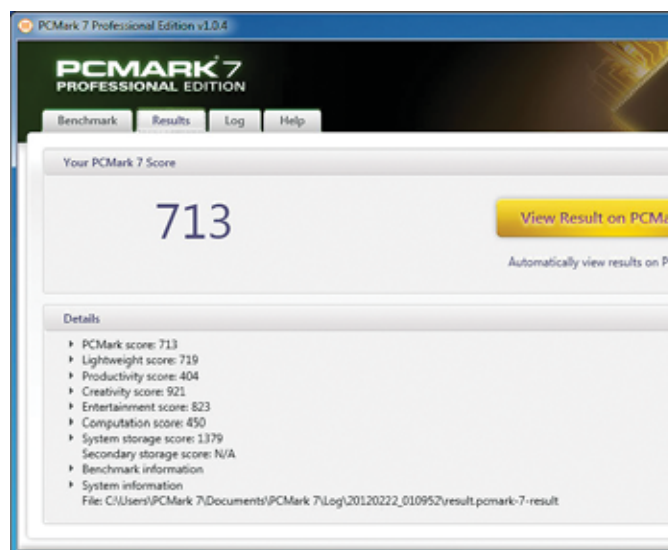 PCMark 7 Professional Edition v1.0.4
PCMARK 7
PROFESSIONAL EDITION
Benchmark Results Log Help
Your PCMark 7 Score
713
View Result on PCMa
Automatically view results on P
Details
PCMark score: 713
Lightweight score: 719
Productivity score: 404
Creativity score: 921
Entertainment score: 823
Computation score: 450
System storage score: 1379
Secondary storage score: N/A
Benchmark information
System information
File: C:\Users\PCMark 7\Documents\PCMark 7\Log\20120222_010952\result.pcmark-7-result